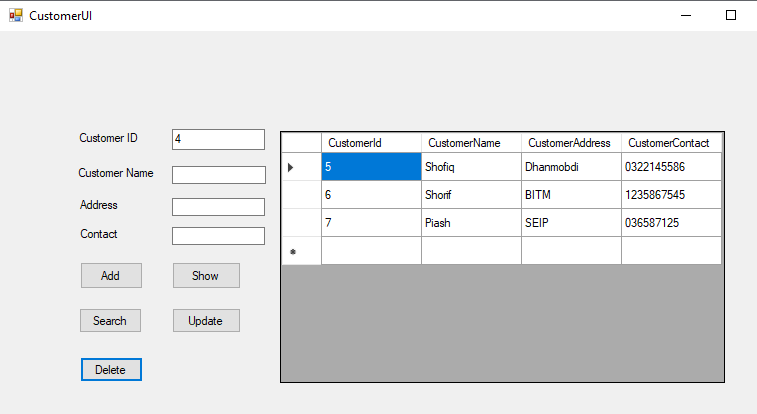 CustomerUI
Customer ID 4
Customer Name
Address
Contact
Add Show
Search Update
Delete
CustomerId CustomerName CustomerAddress CustomerContact
5 Shofiq Dhanmobdi 0322145586
6 Shorif BITM 1235867545
7 Piash SEIP 036587125